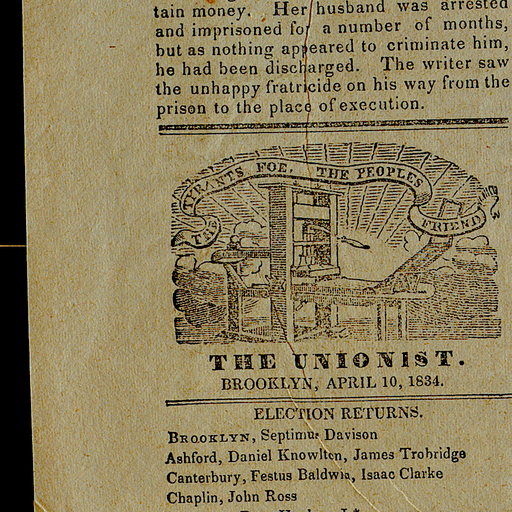 tain money. Her husband was arrested
and imprisoned for a number of months,
but as nothing appeared to criminate him,
he had been discharged. The writer saw
the unhappy fratricide on his way from the
prison to the place of execution.
THE TYRANTS FOE. THE PEOPLES FRIEND
THE UNIONIST.
BROOKLYN, APRIL 10, 1834.
ELECTION RETURNS.
BROOKLYN, Septimus Davison
Ashford, Daniel Knowlton, James Trobridge
Canterbury, Festus Baldwin, Isaac Clarke
Chaplin, John Ross